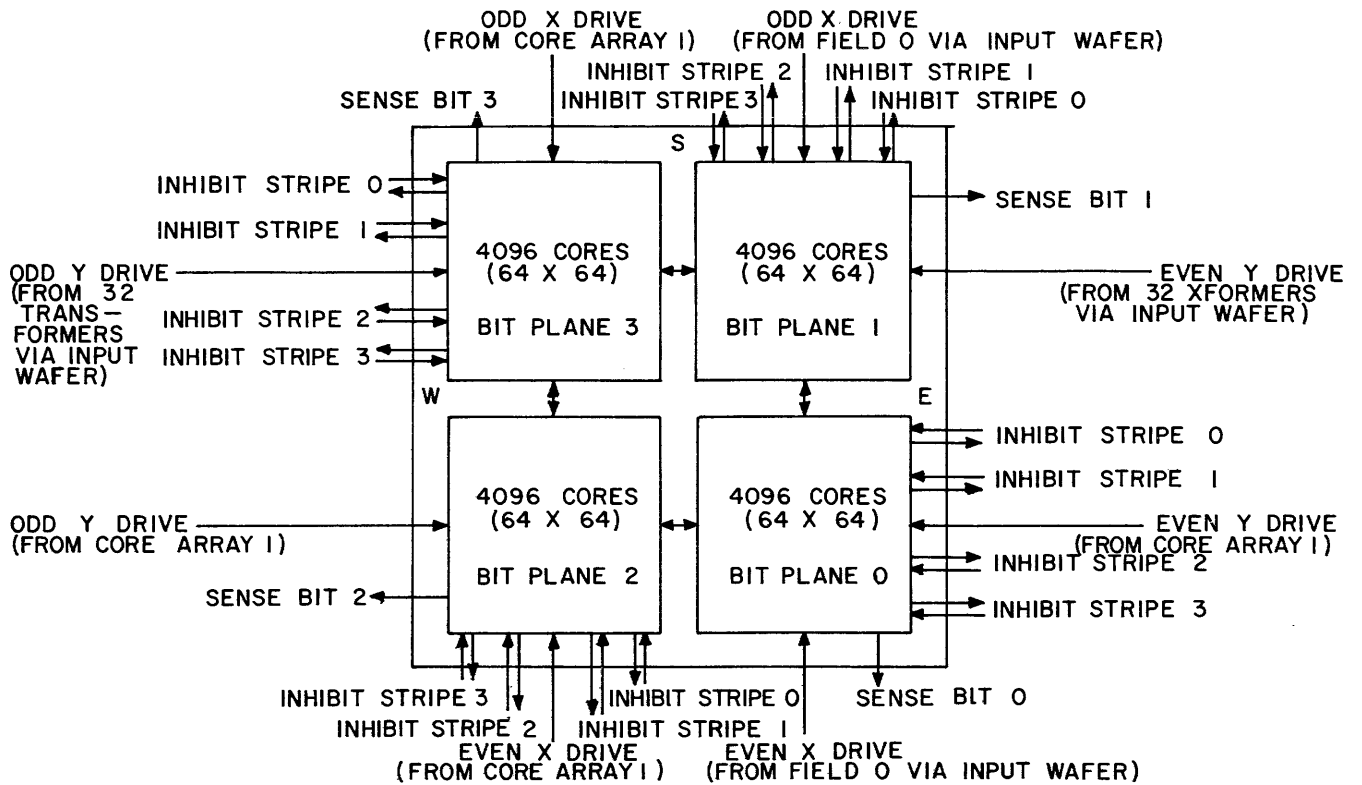 ODD X DRIVE
(FROM CORE ARRAY 1)
ODD X DRIVE
(FROM FIELD 0 VIA INPUT WAFER)
INHIBIT STRIPE 2
INHIBIT STRIPE 1
SENSE BIT 3
INHIBIT STRIPE 3
INHIBIT STRIPE 0
S
INHIBIT STRIPE 0
INHIBIT STRIPE 1
ODD Y DRIVE
(FROM 32
TRANS-
FORMERS
VIA INPUT
WAFER)
INHIBIT STRIPE 2
INHIBIT STRIPE 3
4096 CORES
(64 X 64)
BIT PLANE 3
4096 CORES
(64 X 64)
BIT PLANE 1
SENSE BIT 1
EVEN Y DRIVE
(FROM 32 XFORMERS
VIA INPUT WAFER)
W
E
ODD Y DRIVE
(FROM CORE ARRAY 1)
SENSE BIT 2
4096 CORES
(64 X 64)
BIT PLANE 2
4096 CORES
(64 X 64)
BIT PLANE 0
INHIBIT STRIPE 0
INHIBIT STRIPE 1
EVEN Y DRIVE
(FROM CORE ARRAY 1)
INHIBIT STRIPE 2
INHIBIT STRIPE 3
INHIBIT STRIPE 3
INHIBIT STRIPE 0
SENSE BIT 0
INHIBIT STRIPE 2
INHIBIT STRIPE 1
EVEN X DRIVE
(FROM CORE ARRAY 1)
EVEN X DRIVE
(FROM FIELD 0 VIA INPUT WAFER)